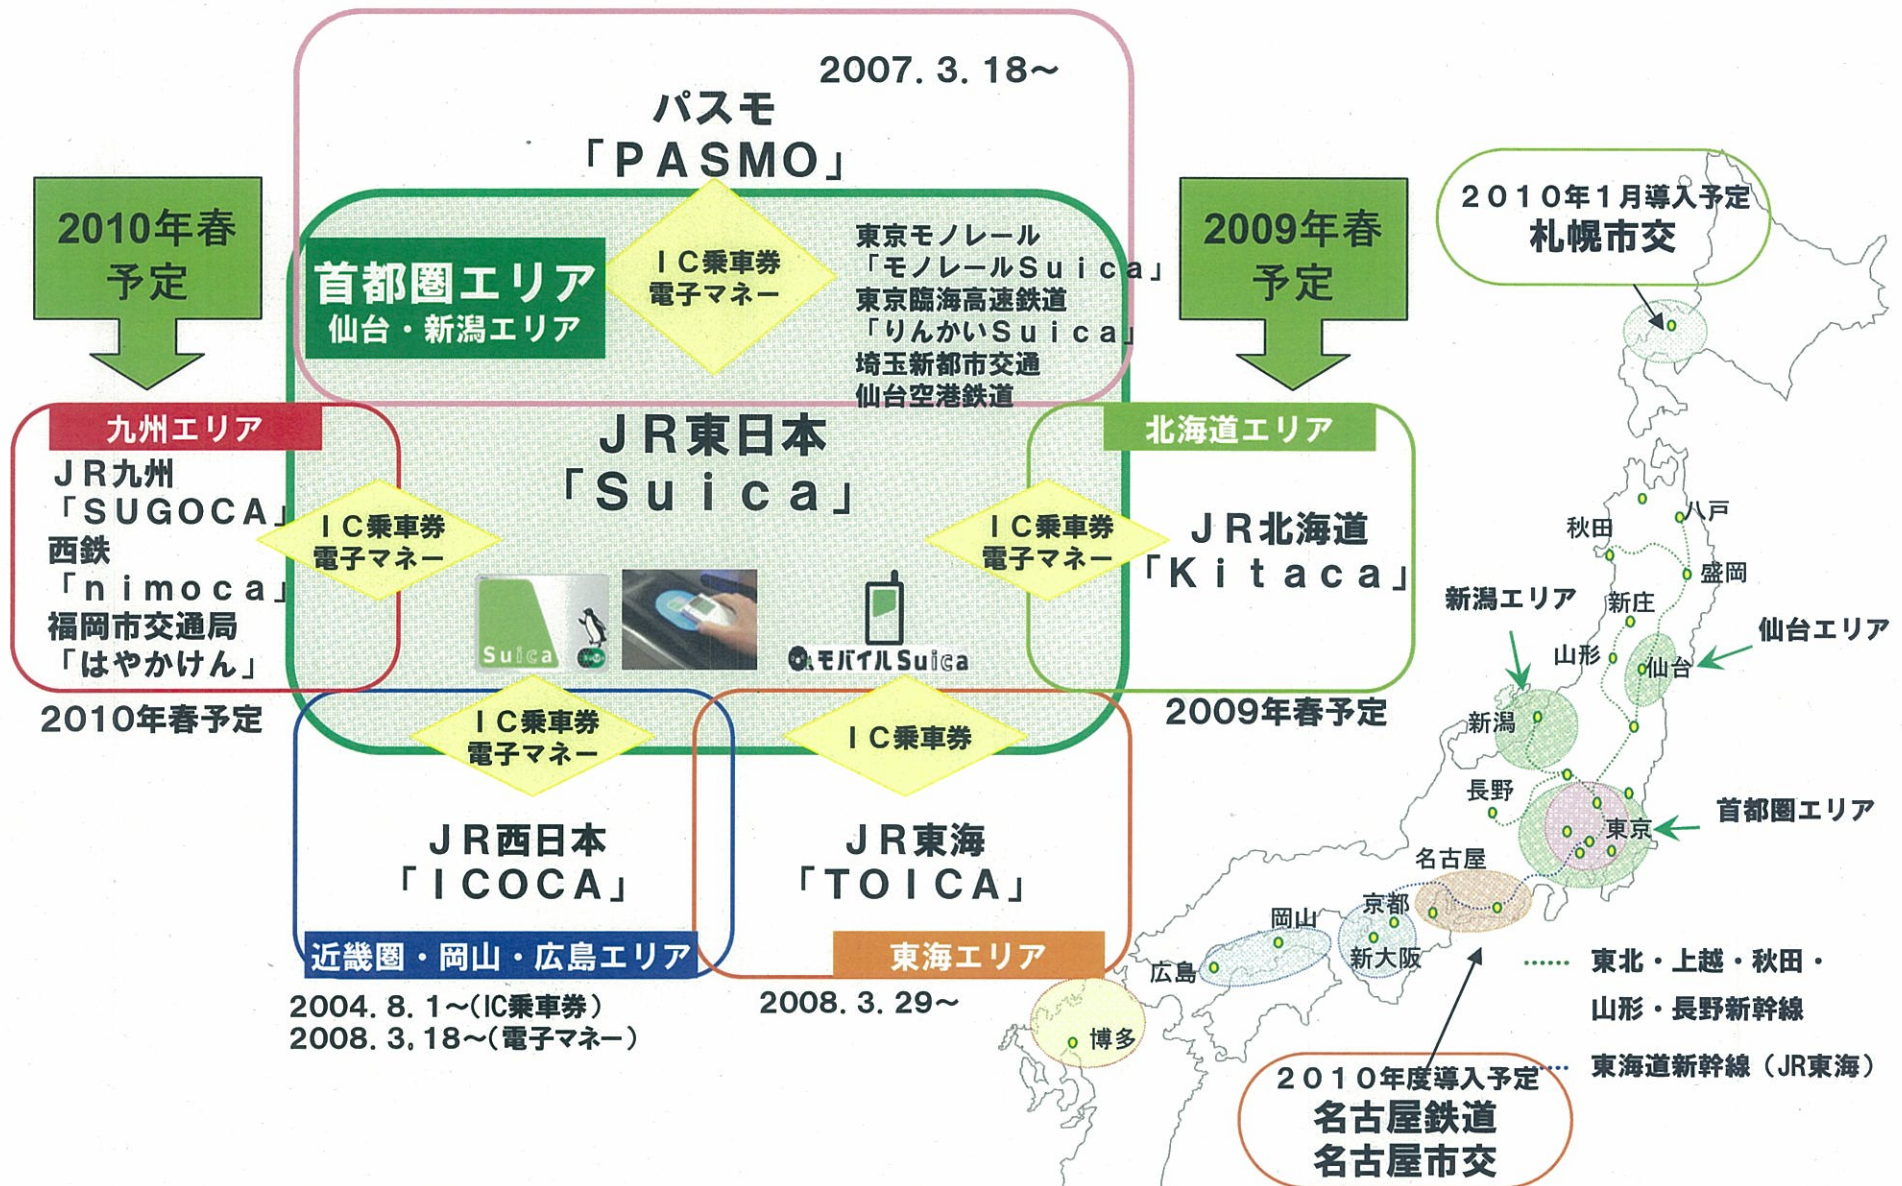 2007. 3. 18～
パスモ
「ＰＡＳＭＯ」
2010年春
予定
首都圏エリア
仙台・新潟エリア
ＩＣ乗車券
電子マネー
東京モノレール
「モノレールＳｕｉｃａ」
東京臨海高速鉄道
「りんかいＳｕｉｃａ」
埼玉新都市交通
仙台空港鉄道
2009年春
予定
２０１０年１月導入予定
札幌市交
九州エリア
ＪＲ九州
「SUGOCA」
西鉄
「ｎｉｍｏｃａ」
福岡市交通局
「はやかけん」
2010年春予定
ＩＣ乗車券
電子マネー
ＪＲ東日本
「Ｓｕｉｃａ」
Suica
モバイルSuica
ＩＣ乗車券
電子マネー
北海道エリア
ＪＲ北海道
「Ｋｉｔａｃａ」
2009年春予定
ＩＣ乗車券
電子マネー
ＪＲ西日本
「ＩＣＯＣＡ」
近畿圏・岡山・広島エリア
2004. 8. 1～(IC乗車券)
2008. 3. 18～(電子マネー)
ＩＣ乗車券
ＪＲ東海
「TOICA」
東海エリア
2008. 3. 29～
八戸
秋田
盛岡
新庄
新潟エリア
仙台エリア
山形
仙台
新潟
長野
首都圏エリア
東京
名古屋
京都
岡山
新大阪
広島
博多
東北・上越・秋田・
山形・長野新幹線
東海道新幹線（JR東海）
２０１０年度導入予定
名古屋鉄道
名古屋市交